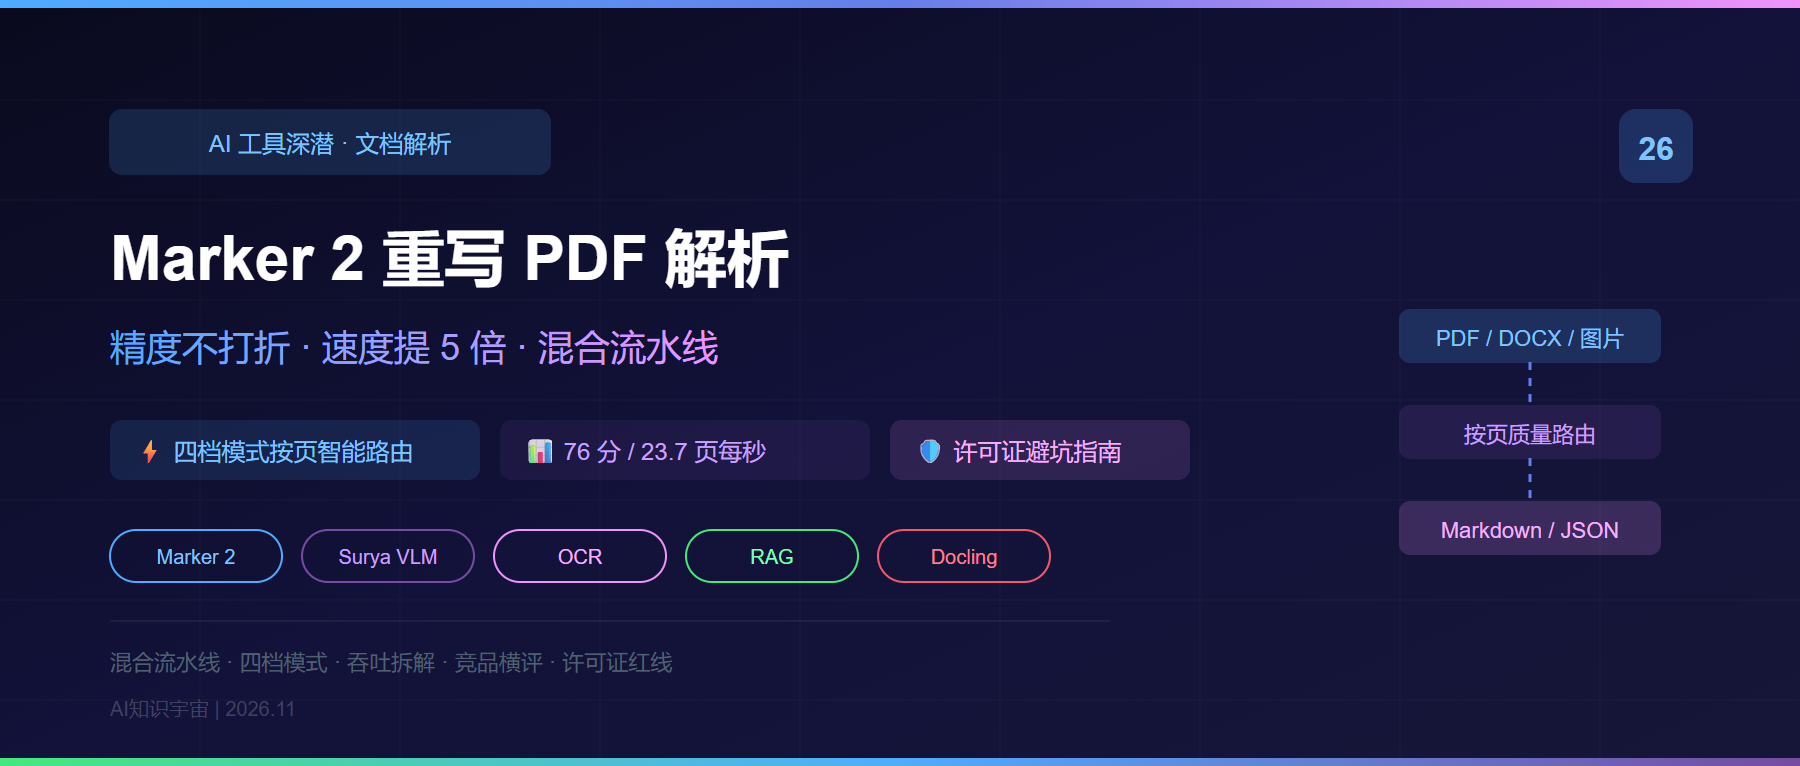 AI 工具深潜 · 文档解析
26
Marker 2 重写 PDF 解析
精度不打折 · 速度提 5 倍 · 混合流水线
四档模式按页智能路由
76 分 / 23.7 页每秒
许可证避坑指南
Marker 2
Surya VLM
OCR
RAG
Docling
PDF / DOCX / 图片
按页质量路由
Markdown / JSON
混合流水线 · 四档模式 · 吞吐拆解 · 竞品横评 · 许可证红线
AI知识宇宙 | 2026.11